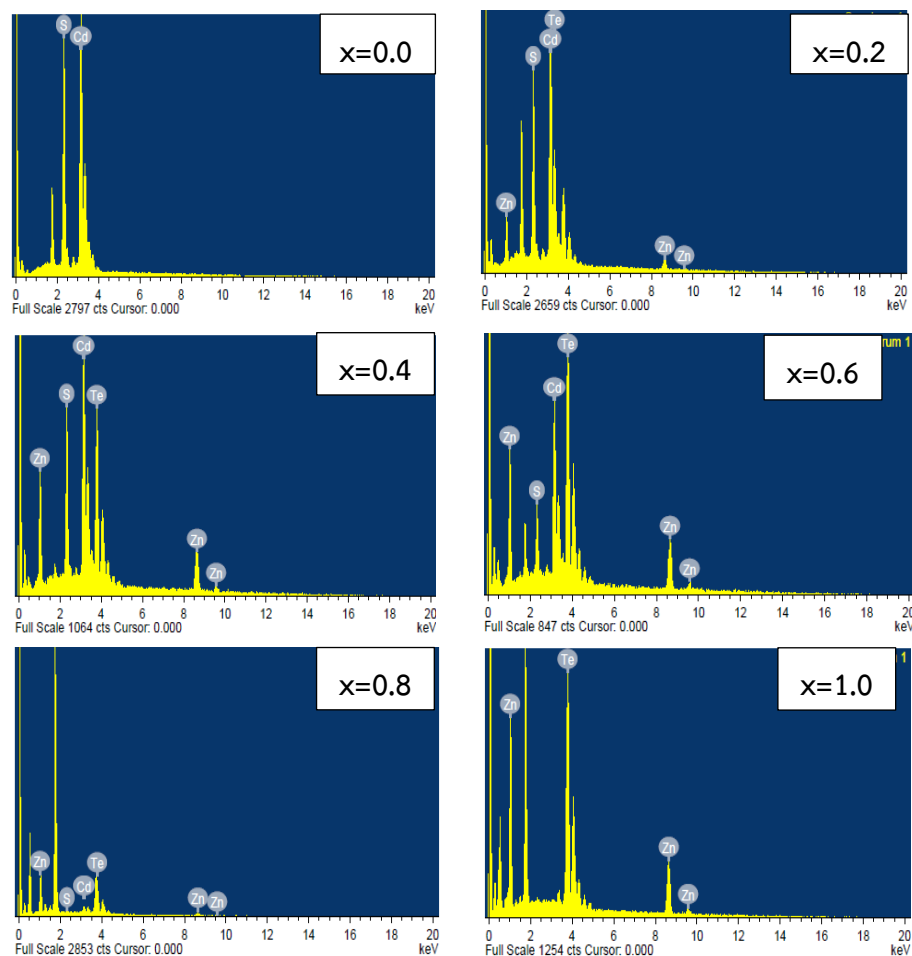 S
Cd
x=0.0
0 2 4 6 8 10 12 14 16 18 20
Full Scale 2797 cts Cursor: 0.000 keV
Te
Cd
S
Zn
Zn
Zn
x=0.2
0 2 4 6 8 10 12 14 16 18 20
Full Scale 2659 cts Cursor: 0.000 keV
Cd
S
Te
Zn
Zn
Zn
x=0.4
0 2 4 6 8 10 12 14 16 18 20
Full Scale 1064 cts Cursor: 0.000 keV
Te
rum 1
Cd
Zn
S
Zn
Zn
x=0.6
0 2 4 6 8 10 12 14 16 18 20
Full Scale 847 cts Cursor: 0.000 keV
x=0.8
Zn
S
Cd
Te
Zn
Zn
0 2 4 6 8 10 12 14 16 18 20
Full Scale 2853 cts Cursor: 0.000 keV
Te
1
Zn
x=1.0
Zn
Zn
0 2 4 6 8 10 12 14 16 18 20
Full Scale 1254 cts Cursor: 0.000 keV